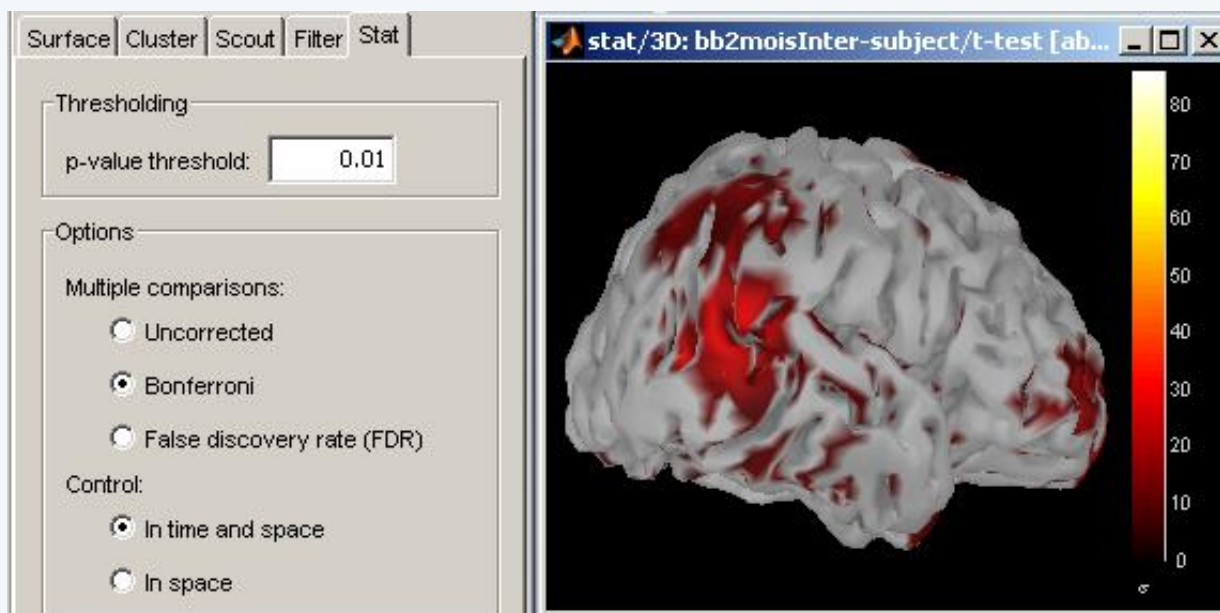 Surface Cluster Scout Filter Stat
Thresholding
p-value threshold: 0.01
Options
Multiple comparisons:
Uncorrected
Bonferroni
False discovery rate (FDR)
Control:
In time and space
In space
stat/3D: bb2moisInter-subject/t-test [ab...
80
70
60
50
40
30
20
10
0
σ